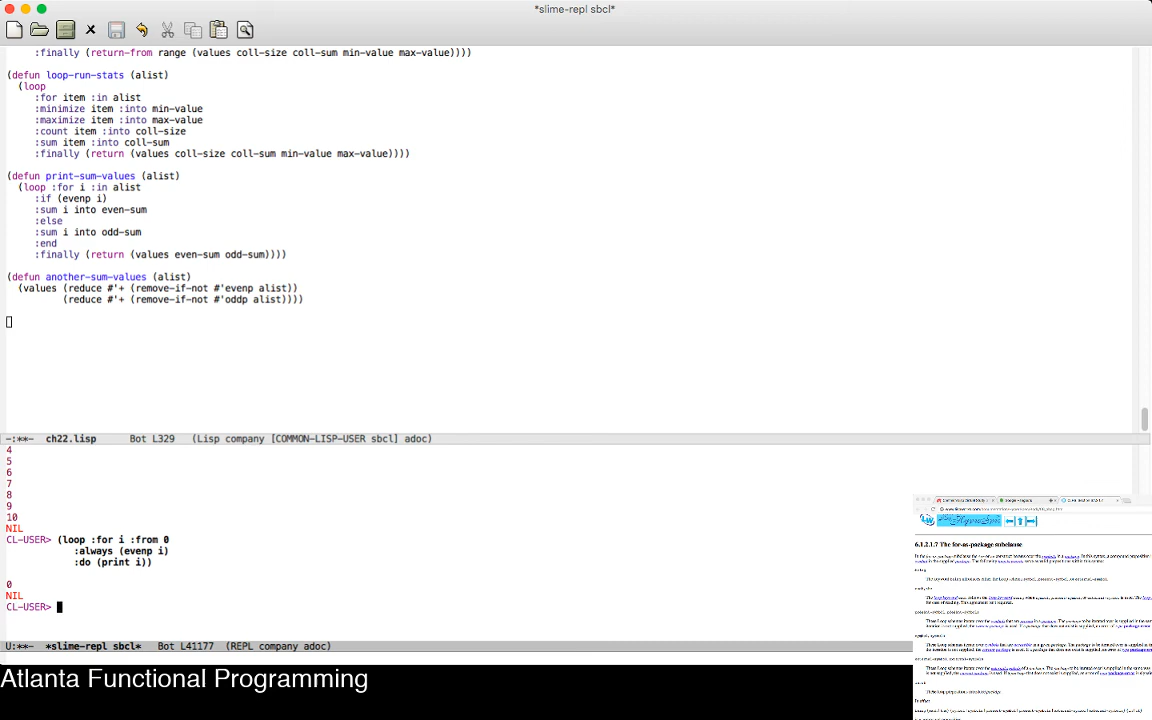 *slime-repl sbcl*
:finally (return-from range (values coll-size coll-sum min-value max-value))))
(defun loop-run-stats (alist)
(loop
:for item :in alist
:minimize item :into min-value
:maximize item :into max-value
:count item :into coll-size
:sum item :into coll-sum
:finally (return (values coll-size coll-sum min-value max-value))))
(defun print-sum-values (alist)
(loop :for i :in alist
:if (evenp i)
:sum i into even-sum
:else
:sum i into odd-sum
:end
:finally (return (values even-sum odd-sum))))
(defun another-sum-values (alist)
(values (reduce #'+ (remove-if-not #'evenp alist))
(reduce #'+ (remove-if-not #'oddp alist))))
-:**- ch22.lisp Bot L329 (Lisp company [COMMON-LISP-USER sbcl] adoc)
4
5
6
7
8
9
10
NIL
CL-USER> (loop :for i :from 0
:always (evenp i)
:do (print i))
0
NIL
CL-USER>
U:**- *slime-repl sbcl* Bot L41177 (REPL company adoc)
6.1.2.1.7 The for-as-package subclause
Atlanta Functional Programming